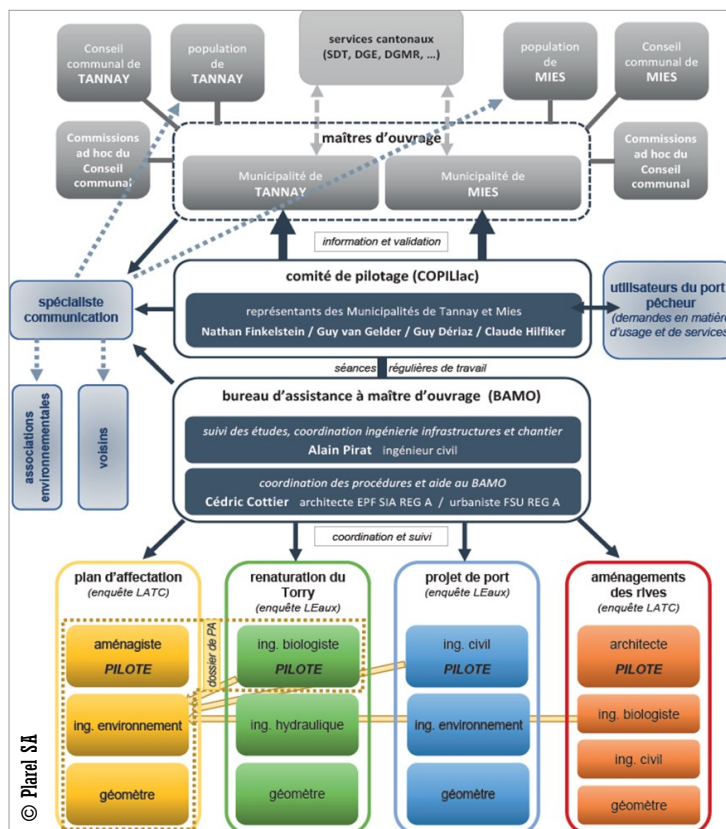 Conseil
communal de
TANNAY
population
de
TANNAY
services cantonaux
(SDT, DGE, DGMR, ...)
population
de
MIES
Conseil
communal de
MIES
Commissions
ad hoc du
Conseil
communal
maîtres d'ouvrage
Municipalité de
TANNAY
Municipalité de
MIES
Commissions
ad hoc du
Conseil
communal
information et validation
spécialiste
communication
comité de pilotage (COPILlac)
représentants des Municipalités de Tannay et Mies
Nathan Finkelstein / Guy van Gelder / Guy Dériaz / Claude Hilfiker
utilisateurs du port
pêcheur
(demandes en matière
d'usage et de services)
séances régulières de travail
associations
environnementales
voisins
bureau d'assistance à maître d'ouvrage (BAMO)
suivi des études, coordination ingénierie infrastructures et chantier
Alain Pirat ingénieur civil
coordination des procédures et aide au BAMO
Cédric Cottier architecte EPF SIA REG A / urbaniste FSU REG A
coordination et suivi
plan d'affectation
(enquête LATC)
aménagiste
PILOTE
ing. environnement
géomètre
dossier de PA
renaturation du
Torry
(enquête LEaux)
ing. biologiste
PILOTE
ing. hydraulique
géomètre
projet de port
(enquête LEaux)
ing. civil
PILOTE
ing. environnement
géomètre
aménagements
des rives
(enquête LATC)
architecte
PILOTE
ing. biologiste
ing. civil
géomètre
© Plarel SA